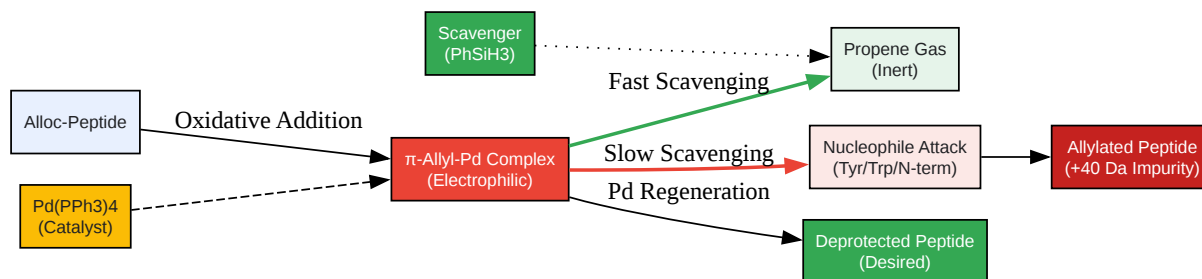 Scavenger
(PhSiH3)
Propene Gas
(Inert)
Fast Scavenging
Alloc-Peptide
Oxidative Addition
π-Allyl-Pd Complex
(Electrophilic)
Slow Scavenging
Nucleophile Attack
(Tyr/Trp/N-term)
Allylated Peptide
(+40 Da Impurity)
Pd Regeneration
Pd(PPh3)4
(Catalyst)
Deprotected Peptide
(Desired)